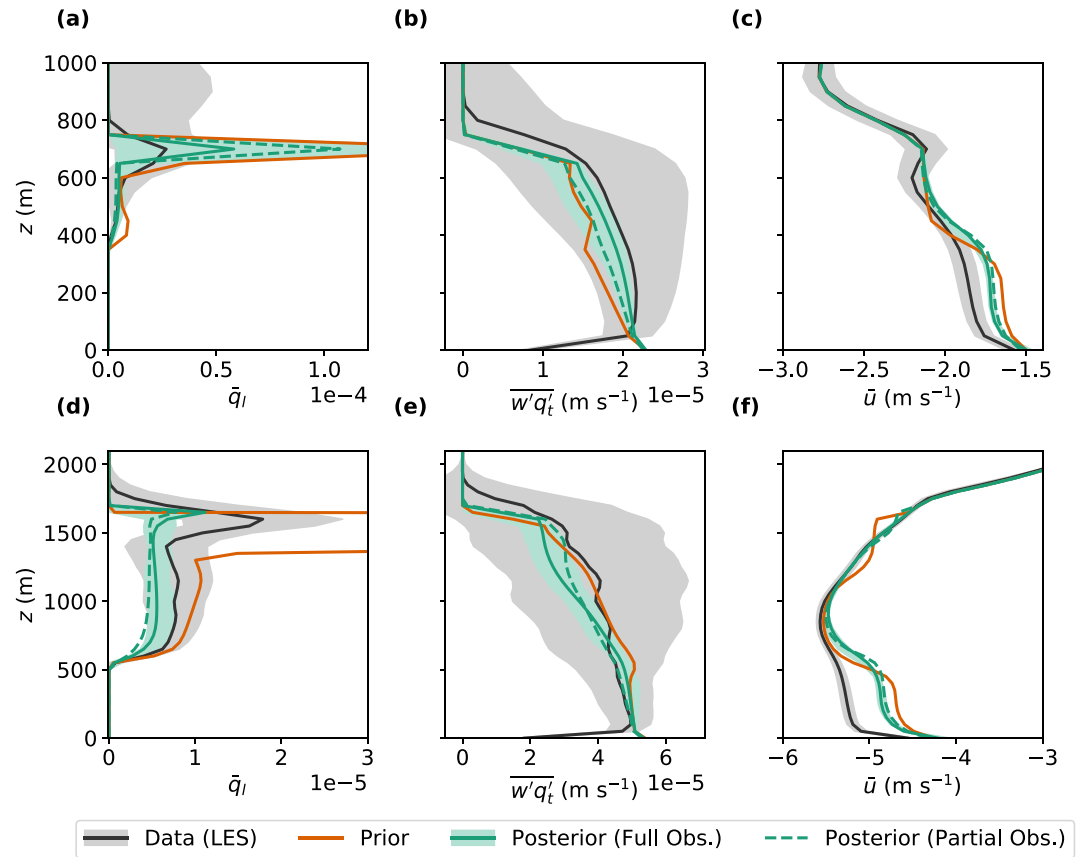 (a)
(b)
(c)
1000
800
600
400
200
0
z (m)
0.0
0.5
1.0
1e−4
q̄l
0
1
2
3
1e−5
w′q′t (m s⁻¹)
−3.0
−2.5
−2.0
−1.5
ū (m s⁻¹)
(d)
(e)
(f)
2000
1500
1000
500
0
z (m)
0
1
2
3
1e−5
q̄l
0
2
4
6
1e−5
w′q′t (m s⁻¹)
−6
−5
−4
−3
ū (m s⁻¹)
Data (LES)
Prior
Posterior (Full Obs.)
Posterior (Partial Obs.)